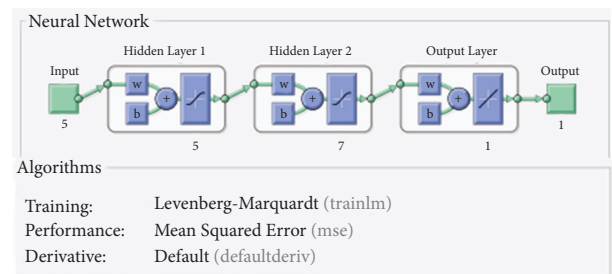 Neural Network
Hidden Layer 1 Hidden Layer 2 Output Layer
Input Output
w w w
+ + +
b b b
5 1
5 7 1
Algorithms
Training: Levenberg-Marquardt (trainlm)
Performance: Mean Squared Error (mse)
Derivative: Default (defaultderiv)